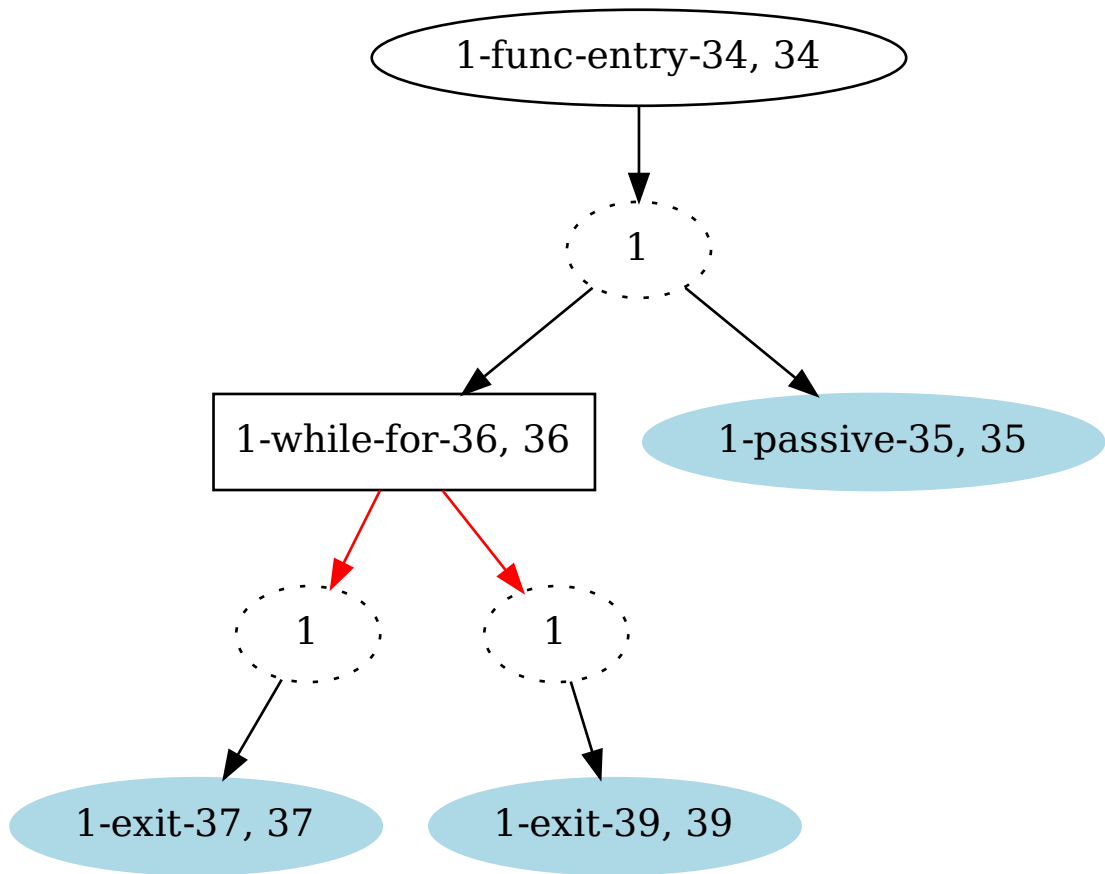 1-func-entry-34, 34
1
1-while-for-36, 36
1-passive-35, 35
1
1
1-exit-37, 37
1-exit-39, 39